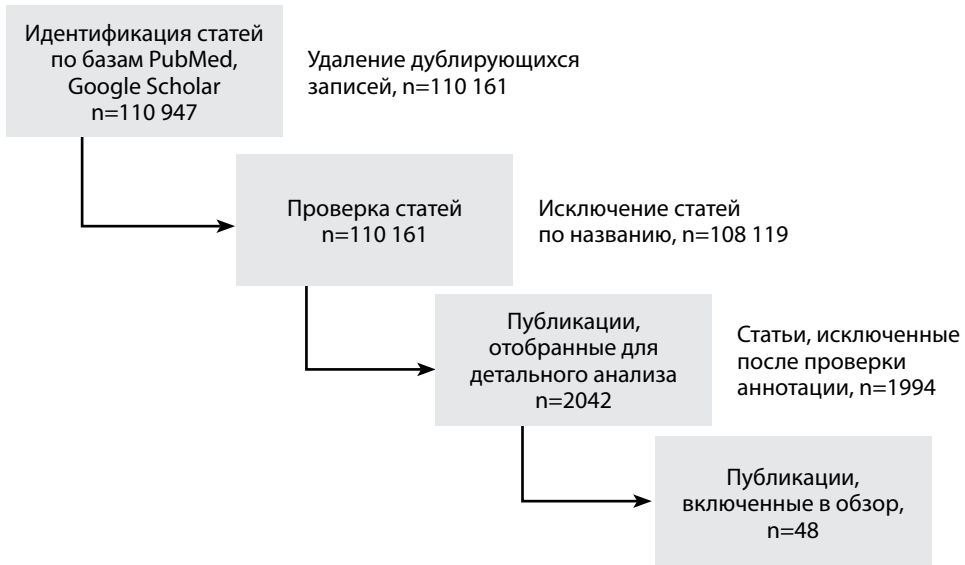 Идентификация статей
по базам PubMed,
Google Scholar
n=110 947
Удаление дублирующихся
записей, n=110 161
Проверка статей
n=110 161
Исключение статей
по названию, n=108 119
Публикации,
отобранные для
детального анализа
n=2042
Статьи, исключенные
после проверки
аннотации, n=1994
Публикации,
включенные в обзор,
n=48